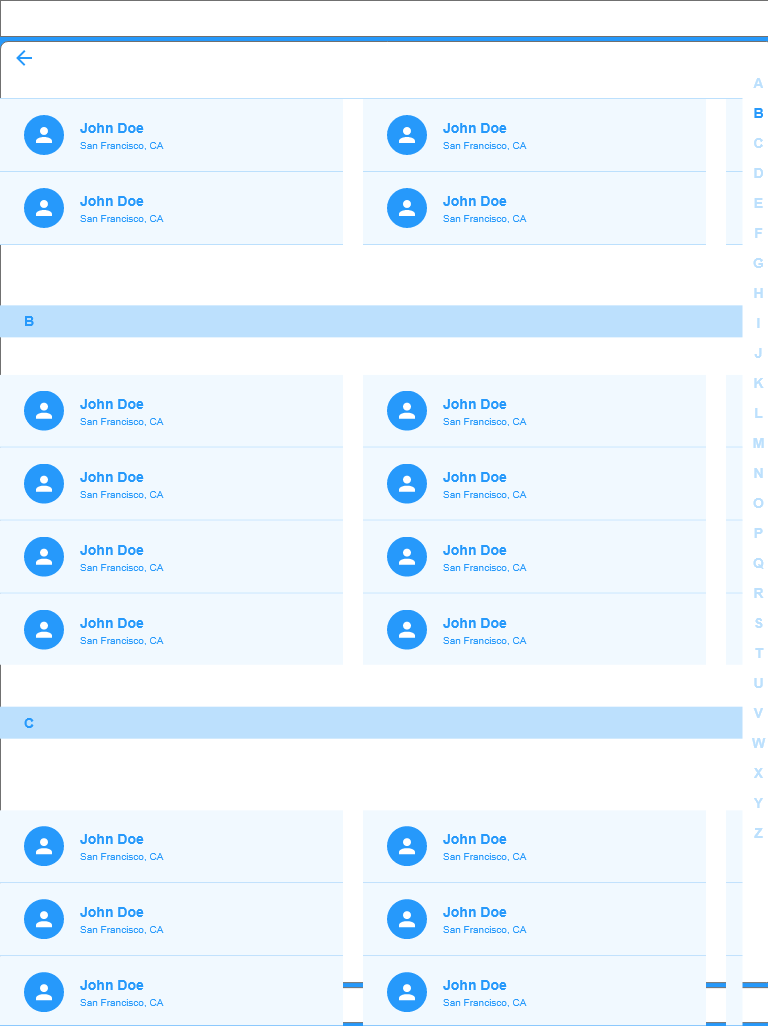 John Doe
San Francisco, CA
John Doe
San Francisco, CA
John Doe
San Francisco, CA
John Doe
San Francisco, CA
B
John Doe
San Francisco, CA
John Doe
San Francisco, CA
John Doe
San Francisco, CA
John Doe
San Francisco, CA
John Doe
San Francisco, CA
John Doe
San Francisco, CA
John Doe
San Francisco, CA
John Doe
San Francisco, CA
C
John Doe
San Francisco, CA
John Doe
San Francisco, CA
John Doe
San Francisco, CA
John Doe
San Francisco, CA
John Doe
San Francisco, CA
John Doe
San Francisco, CA
A
B
C
D
E
F
G
H
I
J
K
L
M
N
O
P
Q
R
S
T
U
V
W
X
Y
Z